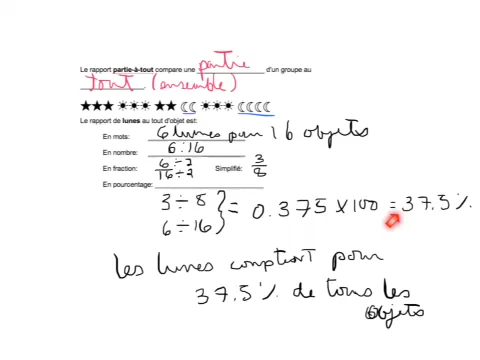 Le rapport partie-à-tout compare une partie d'un groupe au
tout (ensemble)
Le rapport de lunes au tout d'objet est:
En mots: 6 lunes par 16 objets
En nombre: 6:16
En fraction: 6÷2 / 16÷2 Simplifié: 3/8
En pourcentage:
3 ÷ 8
6 ÷ 16 } = 0.375 × 100 = 37.5 %
Les lunes comptent pour
37.5 % de tous les
objets